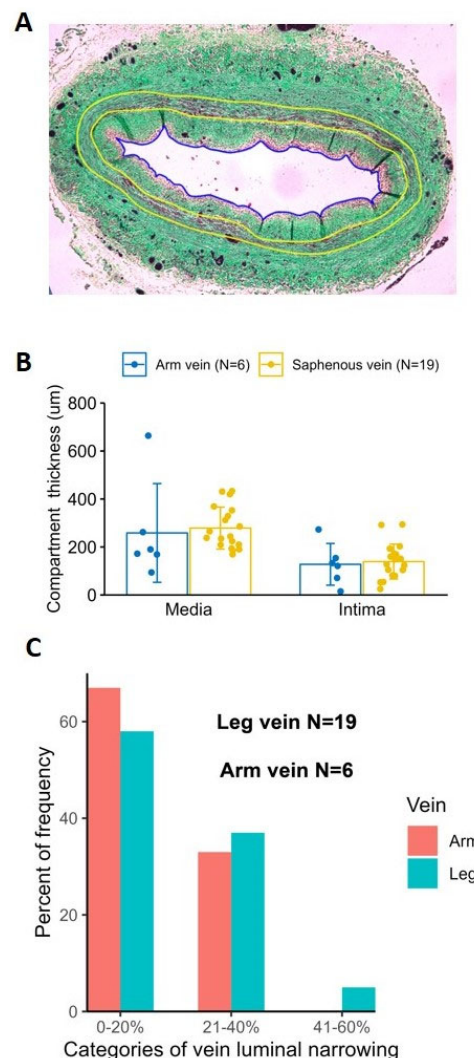 A
B
Arm vein (N=6) Saphenous vein (N=19)
Compartment thickness (um)
800
600
400
200
0
Media Intima
C
Leg vein N=19
Arm vein N=6
Percent of frequency
60
40
20
0
Vein
Arm
Leg
0-20% 21-40% 41-60%
Categories of vein luminal narrowing